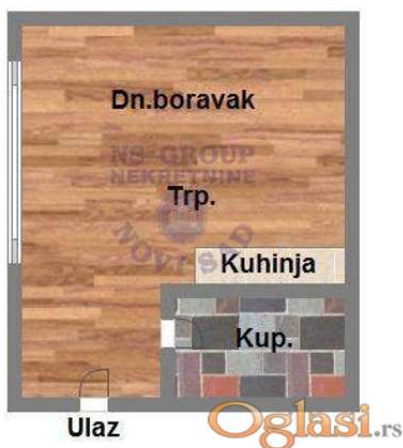 Dn.boravak
NS-GROUP
NEKRETNINE
Trp.
NOVI SAD
Kuhinja
Kup.
Ulaz
Oglasi.rs